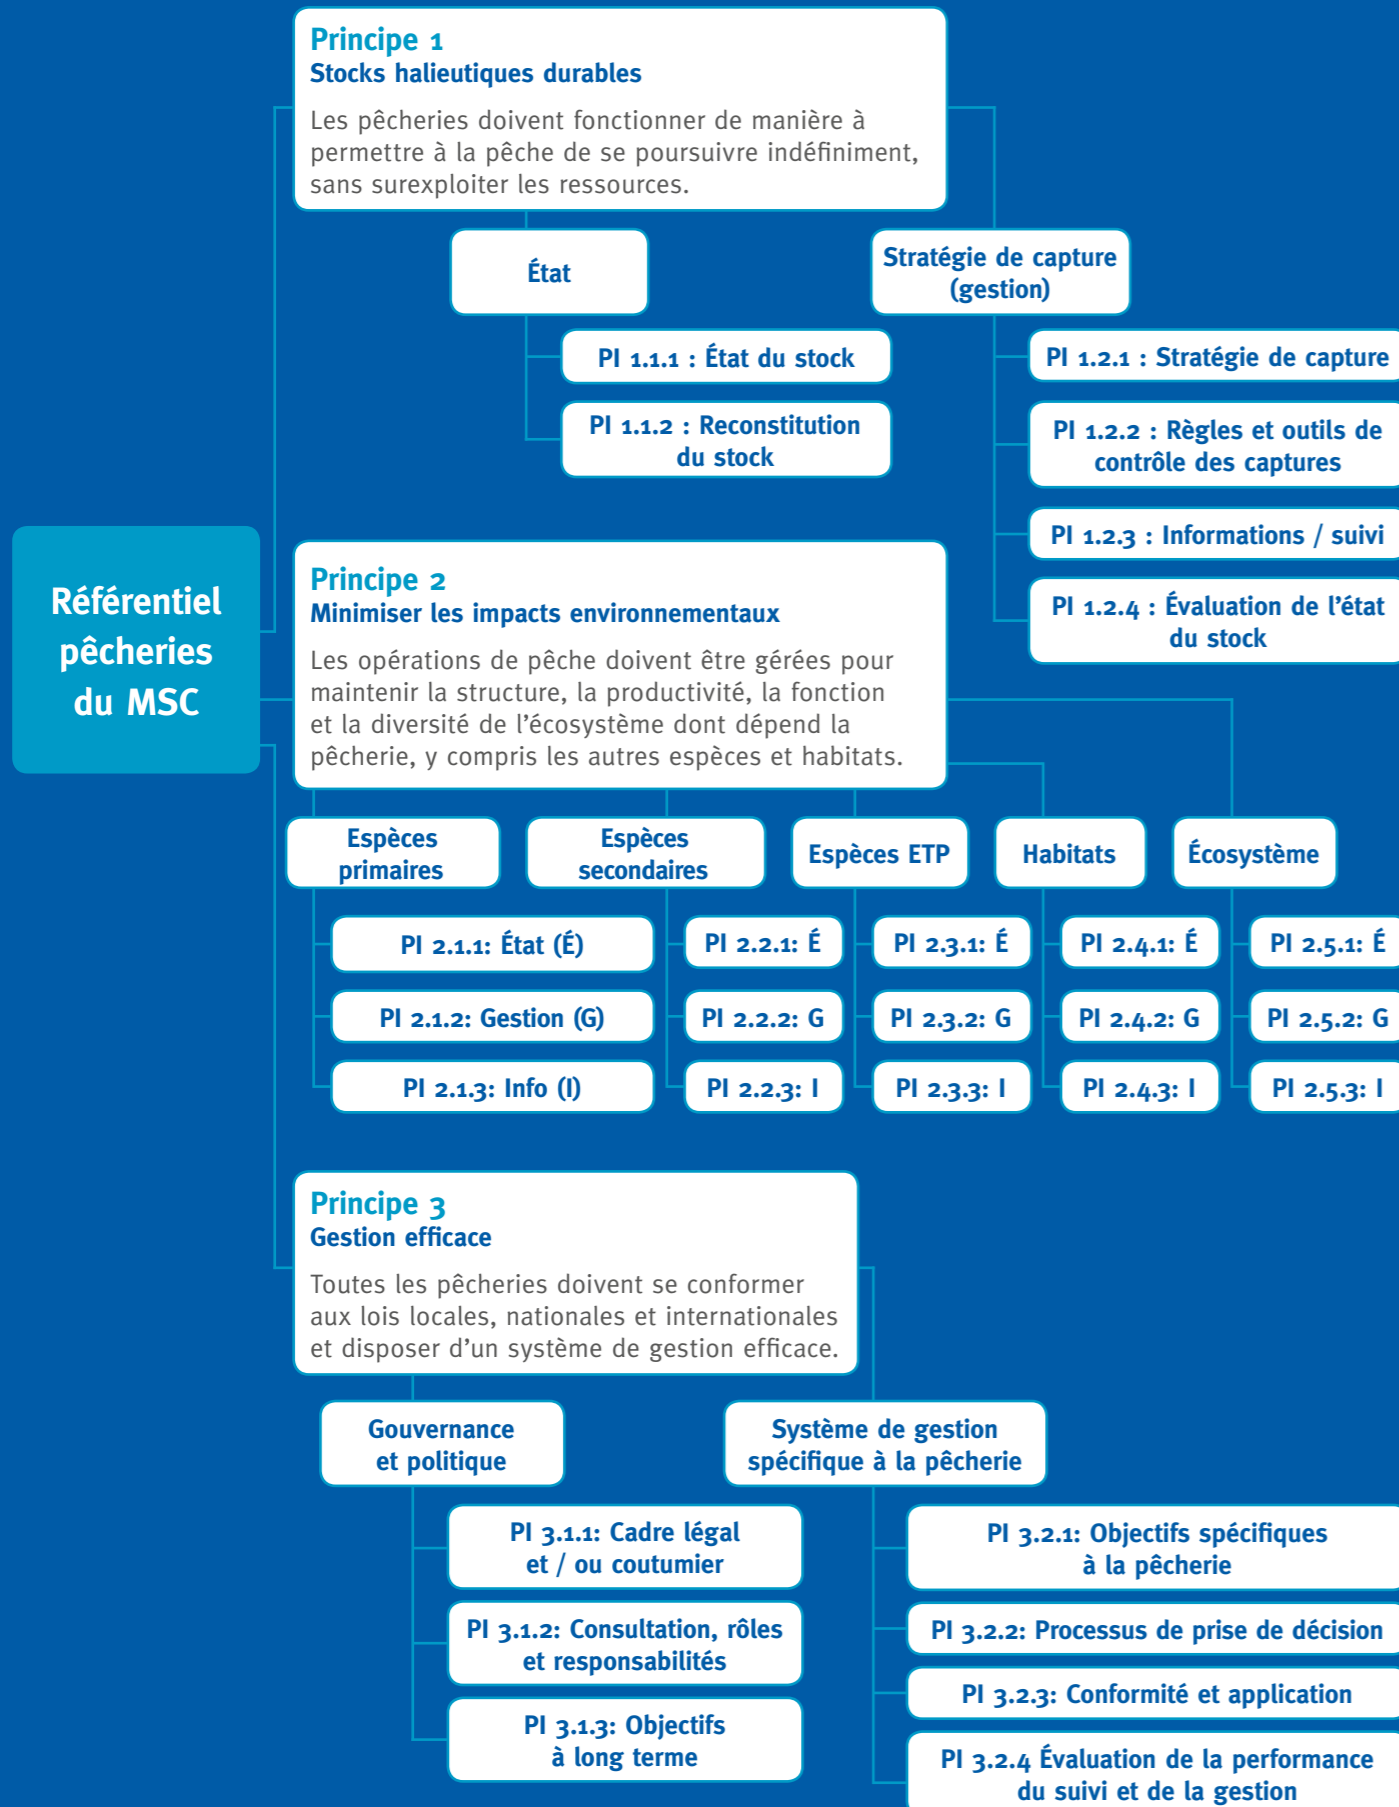 Référentiel
pêcheries
du MSC
Principe 1
Stocks halieutiques durables
Les pêcheries doivent fonctionner de manière à
permettre à la pêche de se poursuivre indéfiniment,
sans surexploiter les ressources.
État
PI 1.1.1 : État du stock
PI 1.1.2 : Reconstitution
du stock
Stratégie de capture
(gestion)
PI 1.2.1 : Stratégie de capture
PI 1.2.2 : Règles et outils de
contrôle des captures
PI 1.2.3 : Informations / suivi
PI 1.2.4 : Évaluation de l’état
du stock
Principe 2
Minimiser les impacts environnementaux
Les opérations de pêche doivent être gérées pour
maintenir la structure, la productivité, la fonction
et la diversité de l’écosystème dont dépend la
pêcherie, y compris les autres espèces et habitats.
Espèces
primaires
PI 2.1.1: État (É)
PI 2.1.2: Gestion (G)
PI 2.1.3: Info (I)
Espèces
secondaires
PI 2.2.1: É
PI 2.2.2: G
PI 2.2.3: I
Espèces ETP
PI 2.3.1: É
PI 2.3.2: G
PI 2.3.3: I
Habitats
PI 2.4.1: É
PI 2.4.2: G
PI 2.4.3: I
Écosystème
PI 2.5.1: É
PI 2.5.2: G
PI 2.5.3: I
Principe 3
Gestion efficace
Toutes les pêcheries doivent se conformer
aux lois locales, nationales et internationales
et disposer d’un système de gestion efficace.
Gouvernance
et politique
PI 3.1.1: Cadre légal
et / ou coutumier
PI 3.1.2: Consultation, rôles
et responsabilités
PI 3.1.3: Objectifs
à long terme
Système de gestion
spécifique à la pêcherie
PI 3.2.1: Objectifs spécifiques
à la pêcherie
PI 3.2.2: Processus de prise de décision
PI 3.2.3: Conformité et application
PI 3.2.4 Évaluation de la performance
du suivi et de la gestion